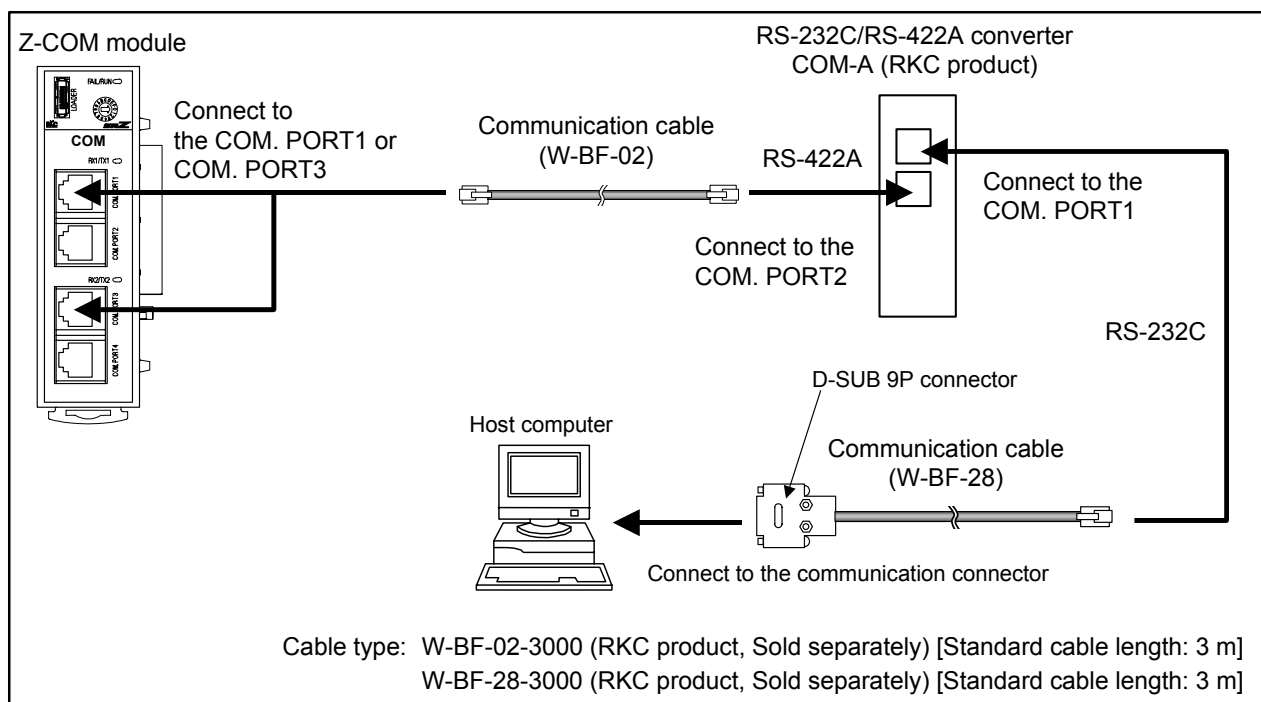 Z-COM module
FAIL/RUN
LOADER
RKC
SRZ
COM
RX1/TX1
COM. PORT1
COM. PORT2
RX2/TX2
COM. PORT3
COM. PORT4
Connect to
the COM. PORT1 or
COM. PORT3
Communication cable
(W-BF-02)
RS-422A
RS-232C/RS-422A converter
COM-A (RKC product)
Connect to the
COM. PORT1
Connect to the
COM. PORT2
RS-232C
D-SUB 9P connector
Host computer
Communication cable
(W-BF-28)
Connect to the communication connector
Cable type: W-BF-02-3000 (RKC product, Sold separately) [Standard cable length: 3 m]
W-BF-28-3000 (RKC product, Sold separately) [Standard cable length: 3 m]